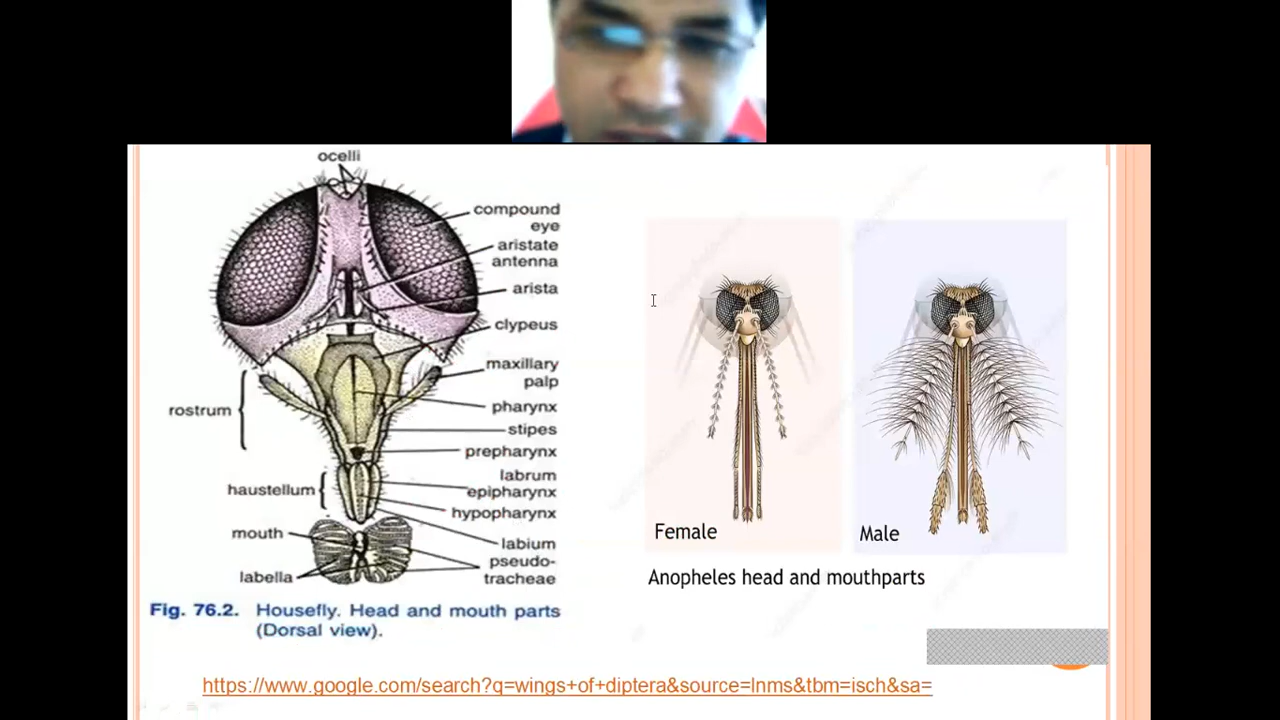 ocelli
compound
eye
aristate
antenna
arista
clypeus
maxillary
palp
pharynx
rostrum
stipes
prepharynx
labrum
epipharynx
haustellum
hypopharynx
mouth
labium
pseudo-
tracheae
labella
Fig. 76.2. Housefly. Head and mouth parts
(Dorsal view).
Female
Male
Anopheles head and mouthparts
https://www.google.com/search?q=wings+of+diptera&source=lnms&tbm=isch&sa=